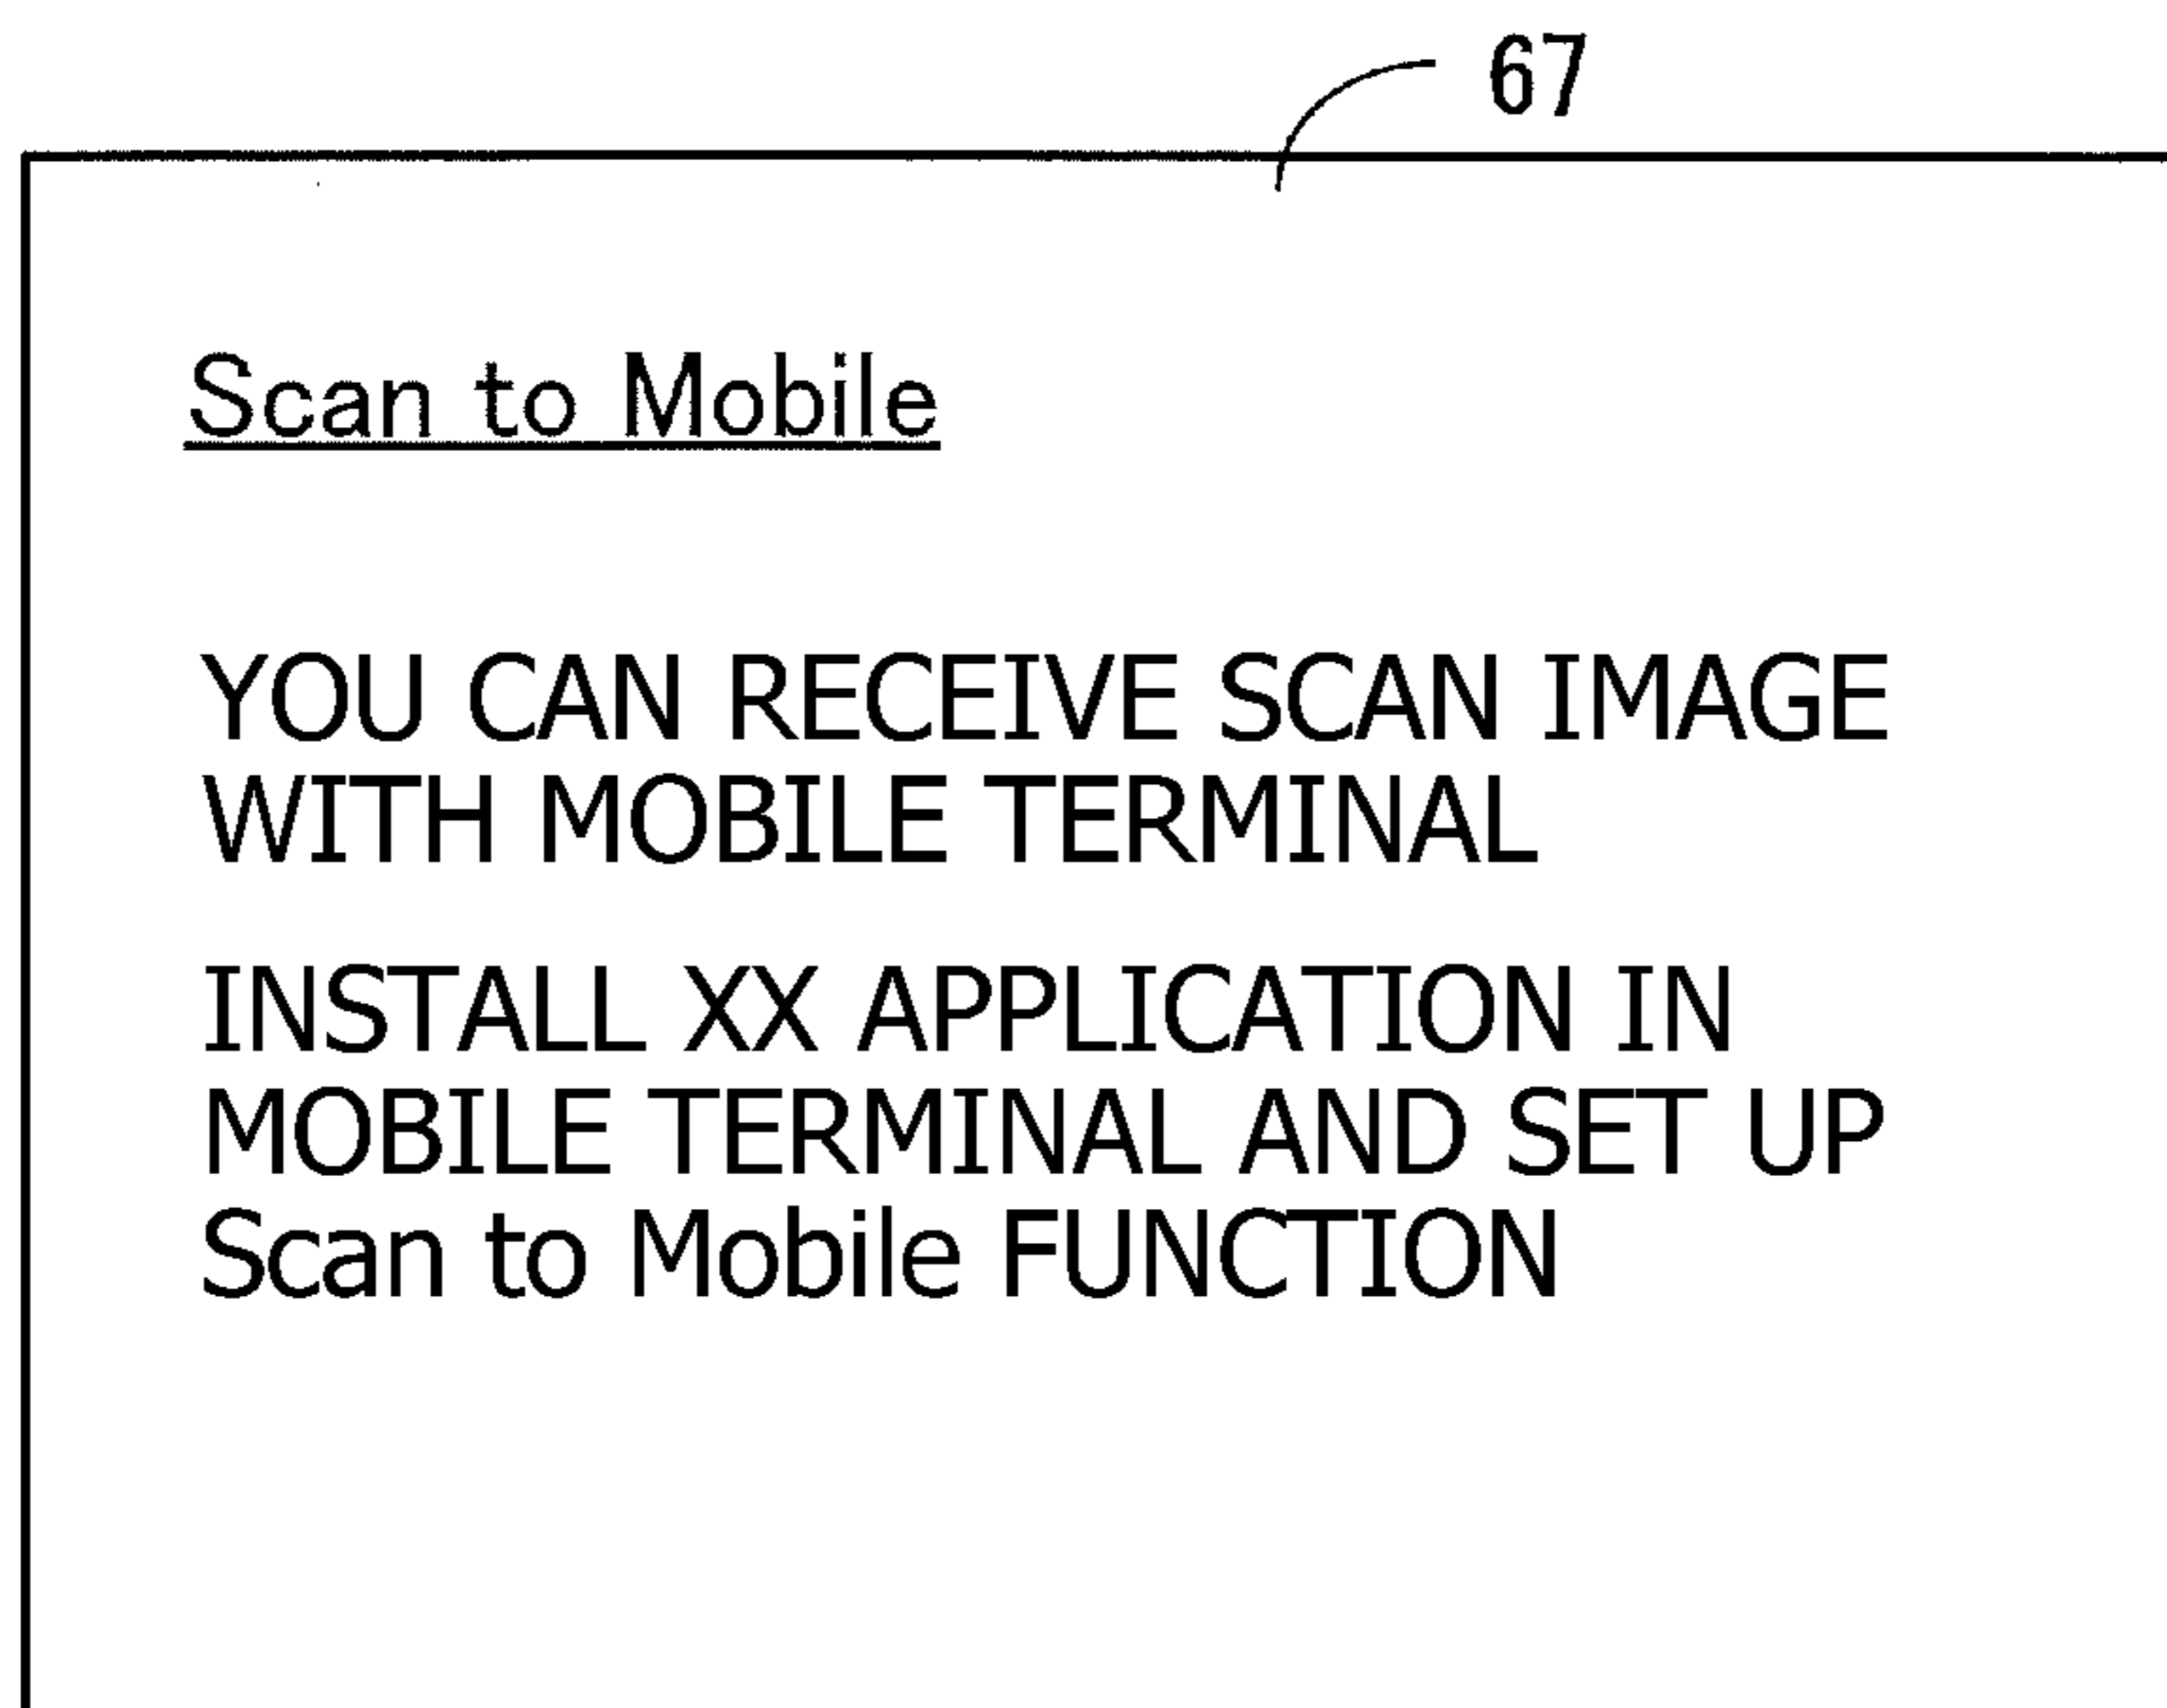 67
Scan to Mobile
YOU CAN RECEIVE SCAN IMAGE
WITH MOBILE TERMINAL
INSTALL XX APPLICATION IN
MOBILE TERMINAL AND SET UP
Scan to Mobile FUNCTION